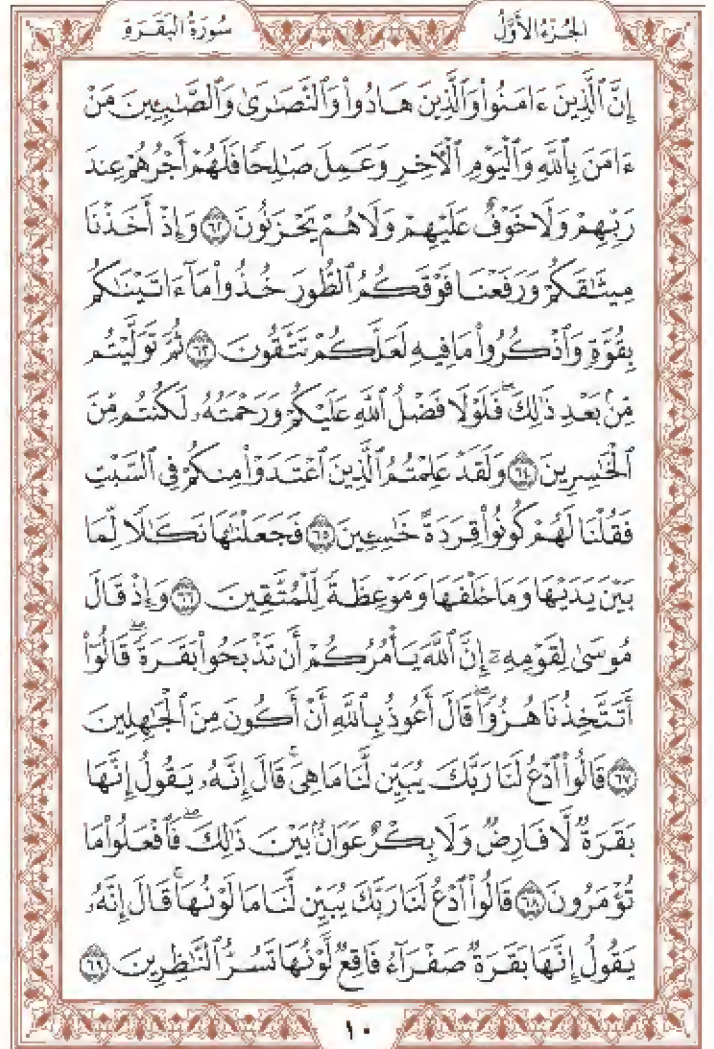 سُورَةُ البَقَرَةِ الجُزْءُ الأَوَّلُ
إِنَّ ٱلَّذِينَ ءَامَنُوا۟ وَٱلَّذِينَ هَادُوا۟ وَٱلنَّصَـٰرَىٰ وَٱلصَّـٰبِـِٔينَ مَنْ
ءَامَنَ بِٱللَّهِ وَٱلْيَوْمِ ٱلْـَٔاخِرِ وَعَمِلَ صَـٰلِحًا فَلَهُمْ أَجْرُهُمْ عِندَ
رَبِّهِمْ وَلَا خَوْفٌ عَلَيْهِمْ وَلَا هُمْ يَحْزَنُونَ ٦٢ وَإِذْ أَخَذْنَا
مِيثَـٰقَكُمْ وَرَفَعْنَا فَوْقَكُمُ ٱلطُّورَ خُذُوا۟ مَآ ءَاتَيْنَـٰكُم
بِقُوَّةٍ وَٱذْكُرُوا۟ مَا فِيهِ لَعَلَّكُمْ تَتَّقُونَ ٦٣ ثُمَّ تَوَلَّيْتُم
مِّنۢ بَعْدِ ذَٰلِكَ ۖ فَلَوْلَا فَضْلُ ٱللَّهِ عَلَيْكُمْ وَرَحْمَتُهُۥ لَكُنتُم مِّنَ
ٱلْخَـٰسِرِينَ ٦٤ وَلَقَدْ عَلِمْتُمُ ٱلَّذِينَ ٱعْتَدَوْا۟ مِنكُمْ فِى ٱلسَّبْتِ
فَقُلْنَا لَهُمْ كُونُوا۟ قِرَدَةً خَـٰسِـِٔينَ ٦٥ فَجَعَلْنَـٰهَا نَكَـٰلًا لِّمَا
بَيْنَ يَدَيْهَا وَمَا خَلْفَهَا وَمَوْعِظَةً لِّلْمُتَّقِينَ ٦٦ وَإِذْ قَالَ
مُوسَىٰ لِقَوْمِهِۦٓ إِنَّ ٱللَّهَ يَأْمُرُكُمْ أَن تَذْبَحُوا۟ بَقَرَةً ۖ قَالُوٓا۟
أَتَتَّخِذُنَا هُزُوًا ۖ قَالَ أَعُوذُ بِٱللَّهِ أَنْ أَكُونَ مِنَ ٱلْجَـٰهِلِينَ
٦٧ قَالُوا۟ ٱدْعُ لَنَا رَبَّكَ يُبَيِّن لَّنَا مَا هِىَ ۚ قَالَ إِنَّهُۥ يَقُولُ إِنَّهَا
بَقَرَةٌ لَّا فَارِضٌ وَلَا بِكْرٌ عَوَانٌۢ بَيْنَ ذَٰلِكَ ۖ فَٱفْعَلُوا۟ مَا
تُؤْمَرُونَ ٦٨ قَالُوا۟ ٱدْعُ لَنَا رَبَّكَ يُبَيِّن لَّنَا مَا لَوْنُهَا ۚ قَالَ إِنَّهُۥ
يَقُولُ إِنَّهَا بَقَرَةٌ صَفْرَآءُ فَاقِعٌ لَّوْنُهَا تَسُرُّ ٱلنَّـٰظِرِينَ ٦٩
١٠